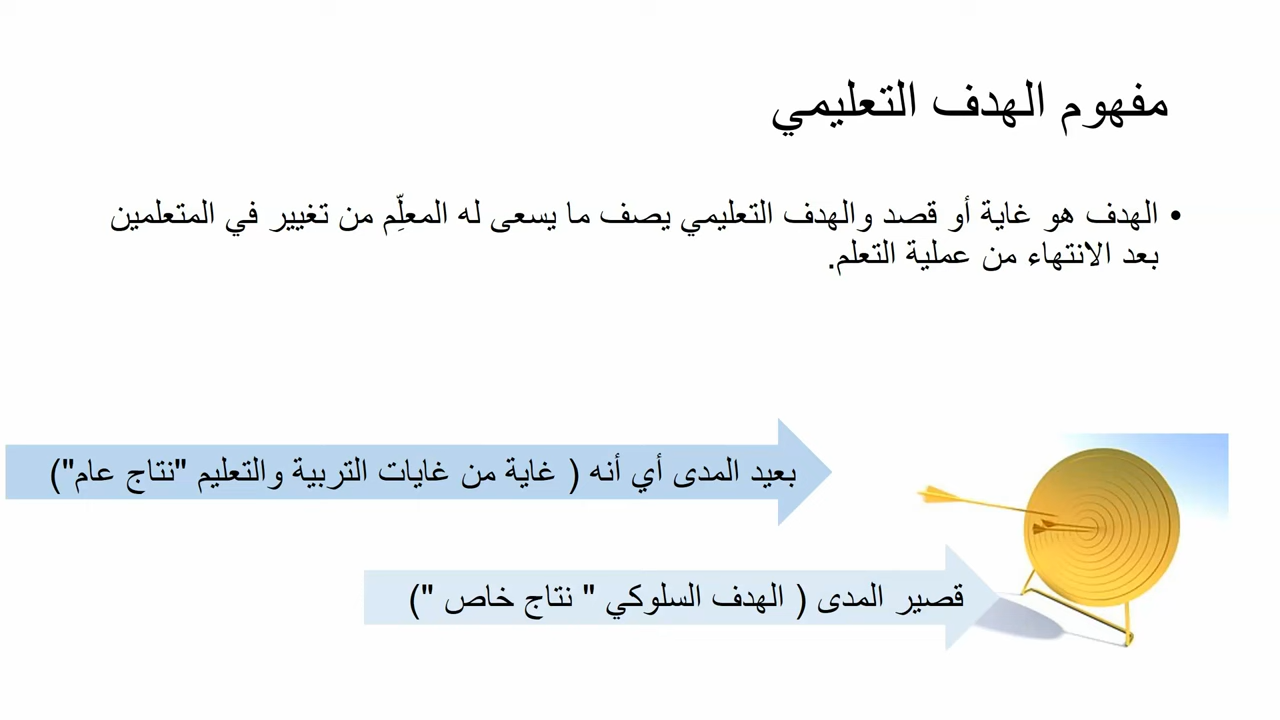 مفهوم الهدف التعليمي
• الهدف هو غاية أو قصد والهدف التعليمي يصف ما يسعى له المعلِّم من تغيير في المتعلمين
بعد الانتهاء من عملية التعلم.
بعيد المدى أي أنه ( غاية من غايات التربية والتعليم "نتاج عام")
قصير المدى ( الهدف السلوكي " نتاج خاص ")